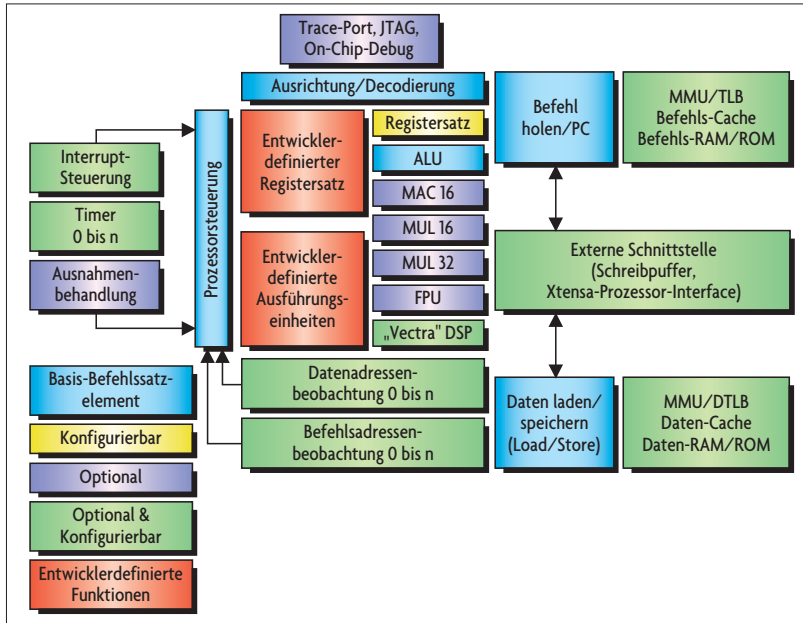 Trace-Port, JTAG,
On-Chip-Debug
Ausrichtung/Decodierung
Befehl
holen/PC
MMU/TLB
Befehls-Cache
Befehls-RAM/ROM
Interrupt-
Steuerung
Timer
0 bis n
Ausnahmen-
behandlung
Prozessorsteuerung
Entwickler-
definierter
Registersatz
Entwickler-
definierte
Ausführungs-
einheiten
Registersatz
ALU
MAC 16
MUL 16
MUL 32
FPU
„Vectra" DSP
Externe Schnittstelle
(Schreibpuffer,
Xtensa-Prozessor-Interface)
Datenadressen-
beobachtung 0 bis n
Befehlsadressen-
beobachtung 0 bis n
Daten laden/
speichern
(Load/Store)
MMU/DTLB
Daten-Cache
Daten-RAM/ROM
Basis-Befehlssatz-
element
Konfigurierbar
Optional
Optional &
Konfigurierbar
Entwicklerdefinierte
Funktionen